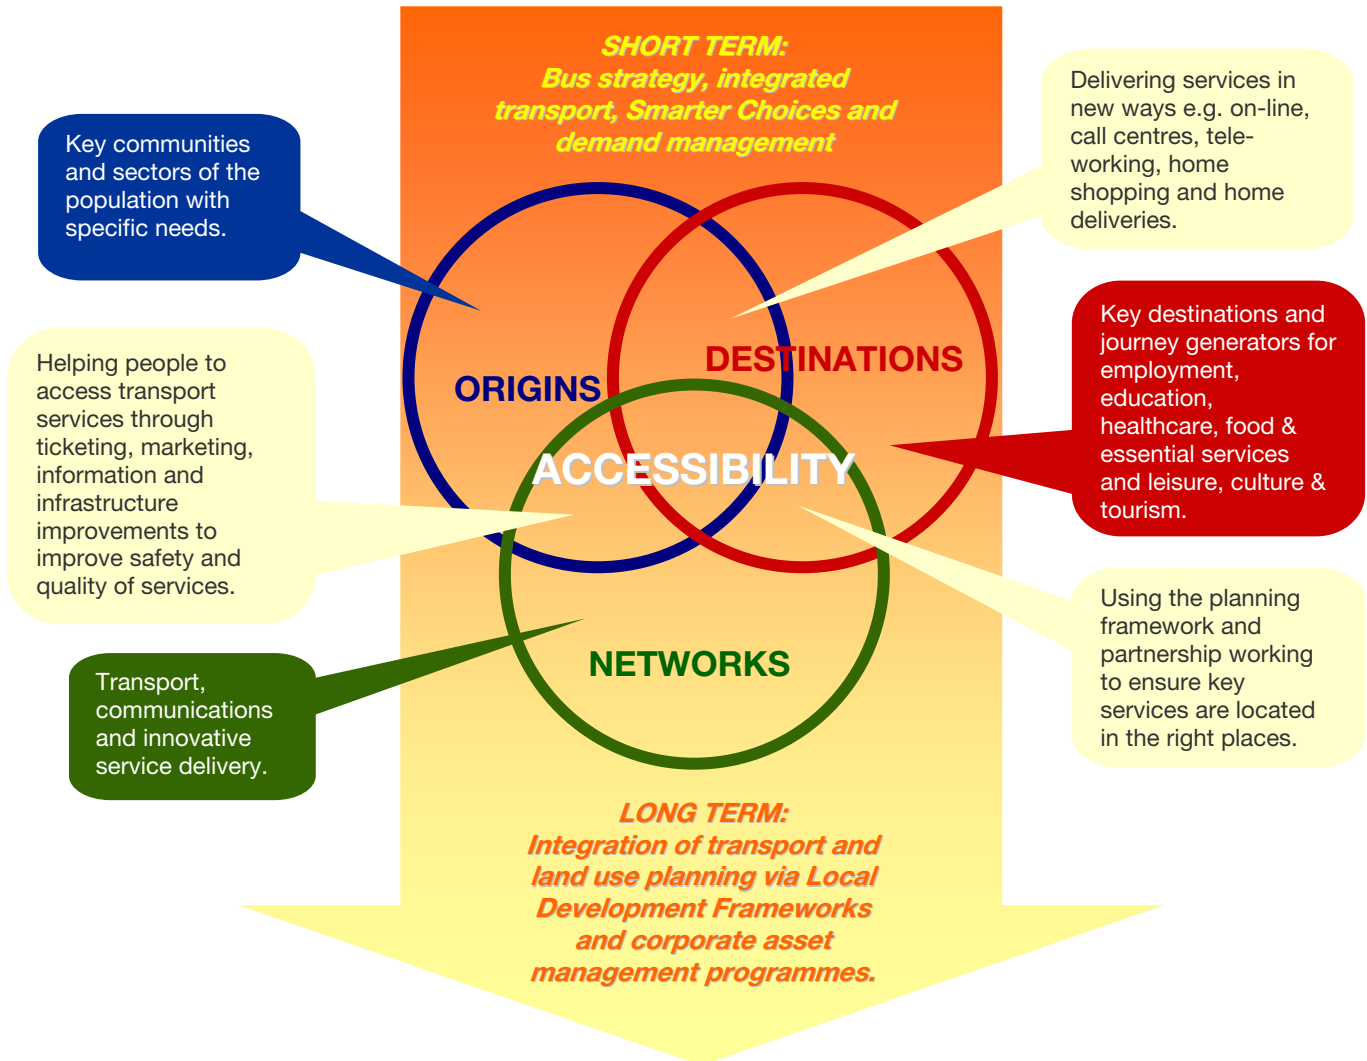 SHORT TERM:
Bus strategy, integrated
transport, Smarter Choices and
demand management
Key communities
and sectors of the
population with
specific needs.
Delivering services in
new ways e.g. on-line,
call centres, tele-
working, home
shopping and home
deliveries.
Helping people to
access transport
services through
ticketing, marketing,
information and
infrastructure
improvements to
improve safety and
quality of services.
ORIGINS
DESTINATIONS
ACCESSIBILITY
NETWORKS
Key destinations and
journey generators for
employment,
education,
healthcare, food &
essential services
and leisure, culture &
tourism.
Transport,
communications
and innovative
service delivery.
Using the planning
framework and
partnership working
to ensure key
services are located
in the right places.
LONG TERM:
Integration of transport and
land use planning via Local
Development Frameworks
and corporate asset
management programmes.